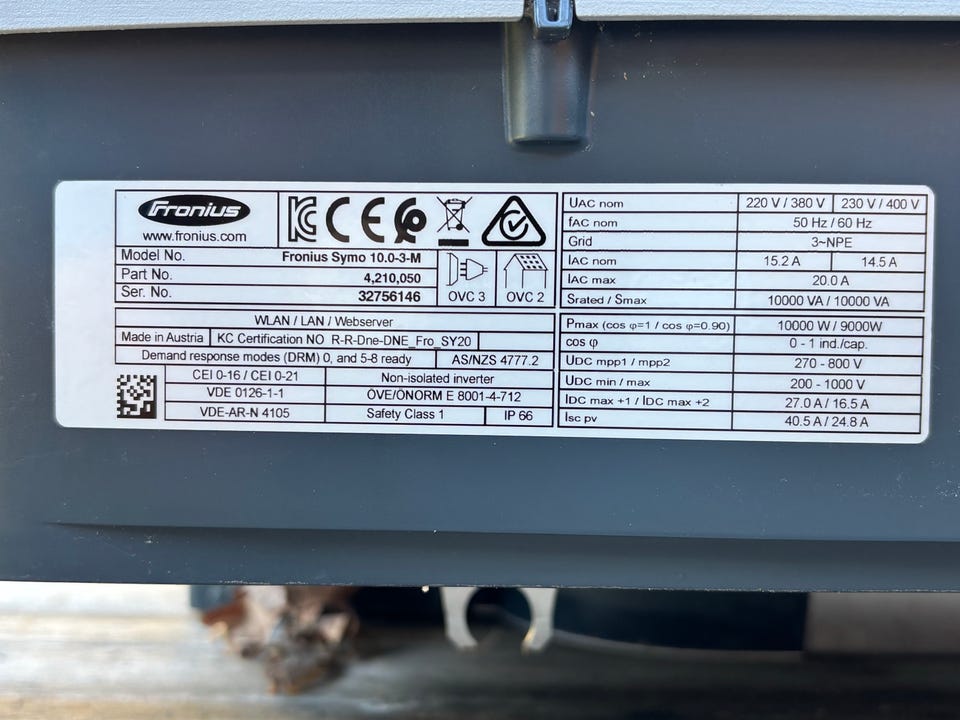 Fronius
www.fronius.com
CE
OVC 3
OVC 2
Model No. Fronius Symo 10.0-3-M
Part No. 4,210,050
Ser. No. 32756146
WLAN / LAN / Webserver
Made in Austria KC Certification NO R-R-Dne-DNE_Fro_SY20
Demand response modes (DRM) 0, and 5-8 ready AS/NZS 4777.2
CEI 0-16 / CEI 0-21 Non-isolated inverter
VDE 0126-1-1 OVE/ÖNORM E 8001-4-712
VDE-AR-N 4105 Safety Class 1 IP 66
UAC nom 220 V / 380 V 230 V / 400 V
fAC nom 50 Hz / 60 Hz
Grid 3~NPE
IAC nom 15.2 A 14.5 A
IAC max 20.0 A
Srated / Smax 10000 VA / 10000 VA
Pmax (cos φ=1 / cos φ=0.90) 10000 W / 9000W
cos φ 0 - 1 ind./cap.
UDC mpp1 / mpp2 270 - 800 V
UDC min / max 200 - 1000 V
IDC max +1 / IDC max +2 27.0 A / 16.5 A
Isc pv 40.5 A / 24.8 A